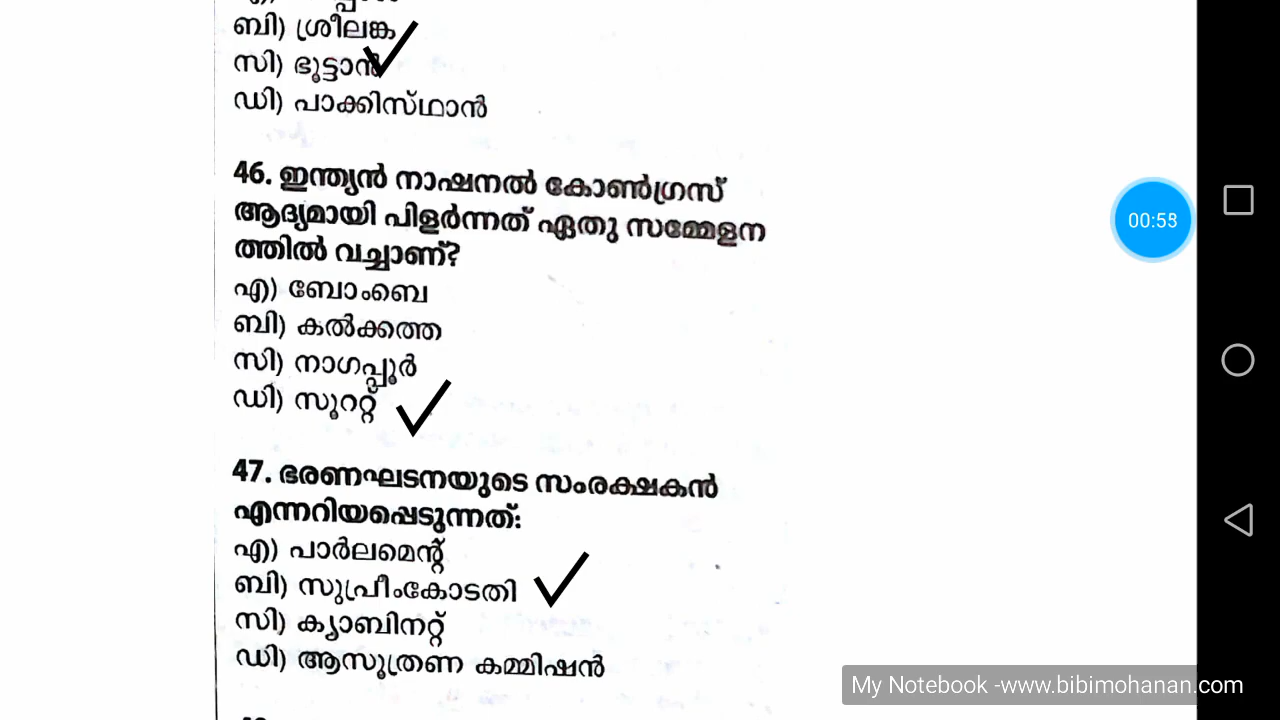 ബി) ശ്രീലങ്ക
സി) ഭൂട്ടാൻ
ഡി) പാക്കിസ്ഥാൻ
46. ഇന്ത്യൻ നാഷനൽ കോൺഗ്രസ്
ആദ്യമായി പിളർന്നത് ഏതു സമ്മേളന
ത്തിൽ വച്ചാണ്?
എ) ബോംബെ
ബി) കൽക്കത്ത
സി) നാഗപ്പൂർ
ഡി) സൂററ്റ്
47. ഭരണഘടനയുടെ സംരക്ഷകൻ
എന്നറിയപ്പെടുന്നത്:
എ) പാർലമെന്റ്
ബി) സുപ്രീംകോടതി
സി) ക്യാബിനറ്റ്
ഡി) ആസൂത്രണ കമ്മിഷൻ
00:58
My Notebook -www.bibimohanan.com